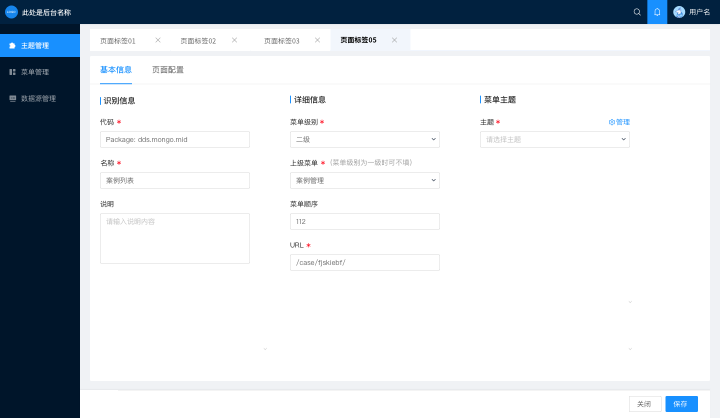 此处是后台名称
用户名
主题管理
菜单管理
数据源管理
页面标签01
页面标签02
页面标签03
页面标签05
基本信息
页面配置
识别信息
代码 *
Package: dds.mongo.mid
名称 *
案例列表
说明
请输入说明内容
详细信息
菜单级别 *
二级
上级菜单 * (菜单级别为一级时可不填)
案例管理
菜单顺序
112
URL *
/case/fjsklebf/
菜单主题
主题 *
管理
请选择主题
关闭
保存